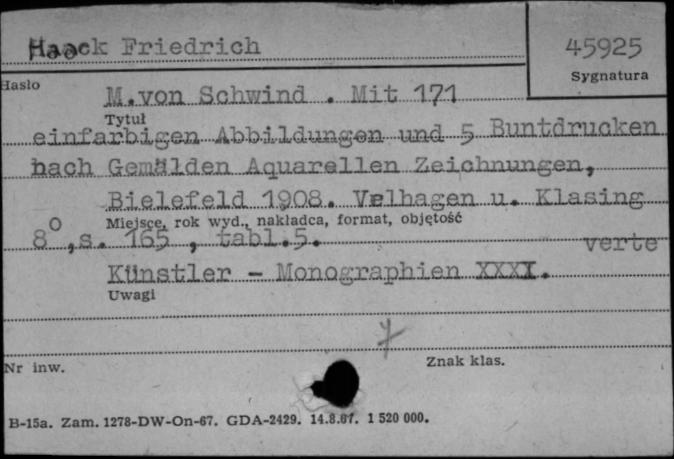 Haack Friedrich
45925
Hasło
Sygnatura
M.von Schwind . Mit 171
Tytuł
einfarbigen Abbildungen und 5 Buntdrucken
nach Gemälden Aquarellen Zeichnungen,
Bielefeld 1908. Velhagen u. Klasing
Miejsce, rok wyd., nakładca, format, objętość
8°,s. 165 , tabl.5.
verte
Künstler - Monographien XXXI.
Uwagi
Nr inw.
Znak klas.
B-15a. Zam. 1278-DW-On-67. GDA-2429. 14.8.67. 1 520 000.